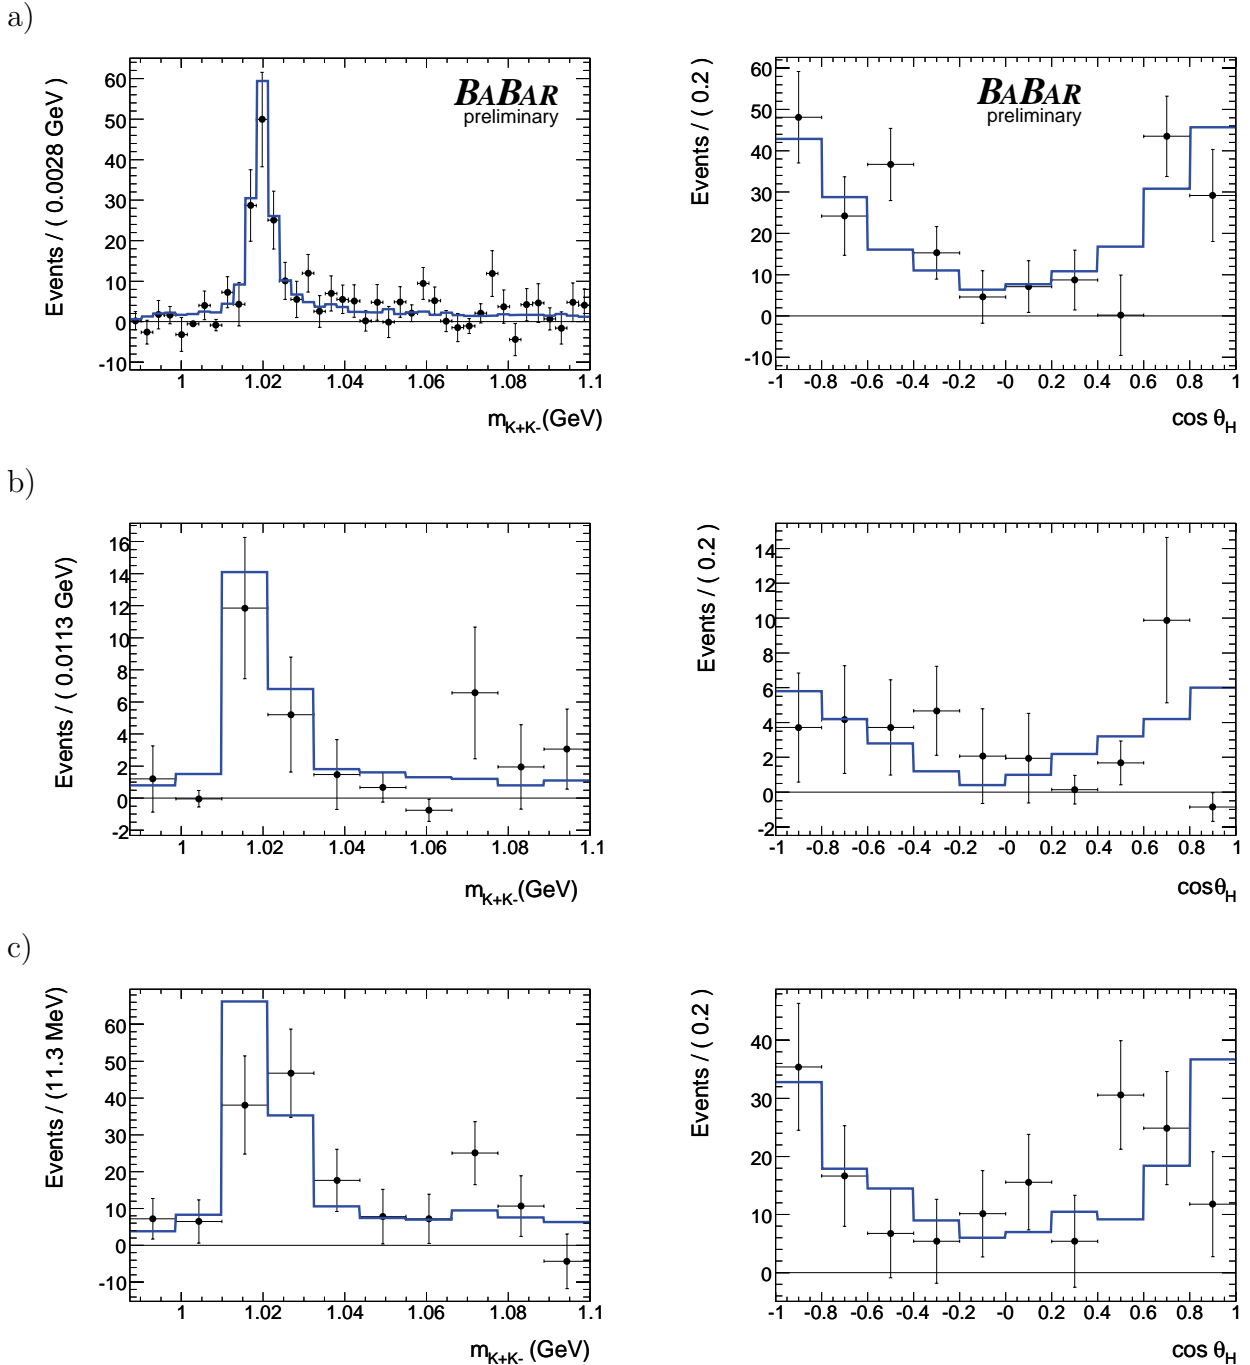 a)
Events / ( 0.0028 GeV)
60
50
40
30
20
10
0
-10
BABAR
preliminary
1 1.02 1.04 1.06 1.08 1.1
m_{K+K-}(GeV)
Events / ( 0.2 )
60
50
40
30
20
10
0
-10
BABAR
preliminary
-1 -0.8 -0.6 -0.4 -0.2 -0 0.2 0.4 0.6 0.8 1
cos θ_H
b)
Events / ( 0.0113 GeV)
16
14
12
10
8
6
4
2
0
-2
1 1.02 1.04 1.06 1.08 1.1
m_{K+K-}(GeV)
Events / ( 0.2 )
14
12
10
8
6
4
2
0
-2
-1 -0.8 -0.6 -0.4 -0.2 -0 0.2 0.4 0.6 0.8 1
cosθ_H
c)
Events / (11.3 MeV)
60
50
40
30
20
10
0
-10
1 1.02 1.04 1.06 1.08 1.1
m_{K+K-} (GeV)
Events / ( 0.2 )
40
30
20
10
0
-1 -0.8 -0.6 -0.4 -0.2 -0 0.2 0.4 0.6 0.8 1
cos θ_H